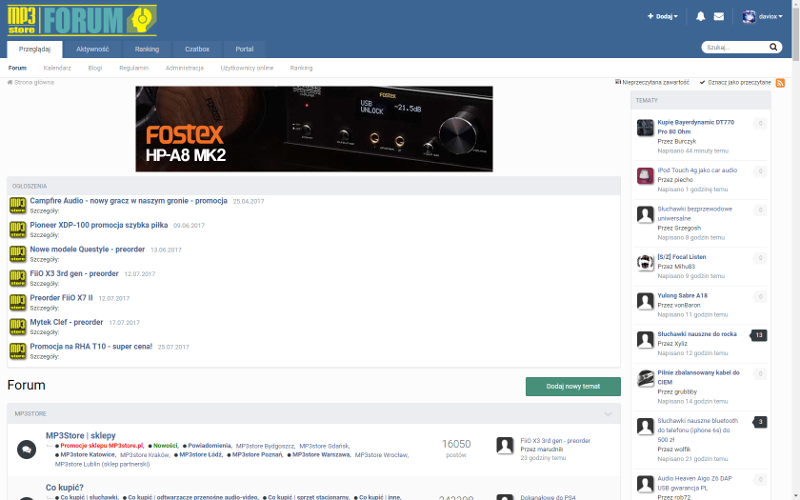 MP3 store FORUM
Dodaj
daviox
Przeglądaj Aktywność Ranking Czatbox Portal
Szukaj...
Forum Kalendarz Blogi Regulamin Administracja Użytkownicy online Ranking
Strona główna
Nieprzeczytana zawartość Oznacz jako przeczytane
FOSTEX
USB UNLOCK -21.5dB
FOSTEX
HP-A8 MK2
OGŁOSZENIA
Campfire Audio - nowy gracz w naszym gronie - promocja 25.04.2017
Szczegóły:
Pioneer XDP-100 promocja szybka piłka 09.06.2017
Szczegóły:
Nowe modele Questyle - preorder 13.06.2017
Szczegóły:
FiiO X3 3rd gen - preorder 12.07.2017
Szczegóły:
Preorder FiiO X7 II 12.07.2017
Szczegóły:
Mytek Clef - preorder 17.07.2017
Szczegóły:
Promocja na RHA T10 - super cena! 25.07.2017
Szczegóły:
Forum
Dodaj nowy temat
MP3STORE
MP3Store | sklepy
Promocje sklepu MP3store.pl, Nowości, Powiadomienia, MP3store Bydgoszcz, MP3store Gdańsk,
MP3store Katowice, MP3store Kraków, MP3store Łódź, MP3store Poznań, MP3store Warszawa, MP3store Wrocław,
MP3store Lublin (sklep partnerski)
16050
postów
FiiO X3 3rd gen - preorder
Przez marudnik
23 godziny temu
Co kupić?
Co kupić | słuchawki, Co kupić | odtwarzacze przenośne audio-video, Co kupić | sprzęt stacjonarny, Co kupić | inne,
Dokanałowe do PS4
TEMATY
Kupię Bayerdynamic DT770 Pro 80 Ohm
0
Przez Burczyk
Napisano 44 minuty temu
iPod Touch 4g jako car audio
0
Przez piecho
Napisano 1 godzinę temu
Słuchawki bezprzewodowe uniwersalne
0
Przez Grzegosh
Napisano 8 godzin temu
[S/Z] Focal Listen
0
Przez Mihu83
Napisano 9 godzin temu
Yulong Sabre A18
0
Przez vonBaron
Napisano 11 godzin temu
Słuchawki nauszne do rocka
13
Przez Xyliz
Napisano 12 godzin temu
Pilnie zbalansowany kabel do CIEM
0
Przez grubby
Napisano 14 godzin temu
Słuchawki nauszne bluetooth do telefonu (iphone 6s) do 500 zł
3
Przez wolfik
Napisano 21 godzin temu
Audio Heaven Aigo Z6 DAP USB gwarancja PL
0
Przez rob72